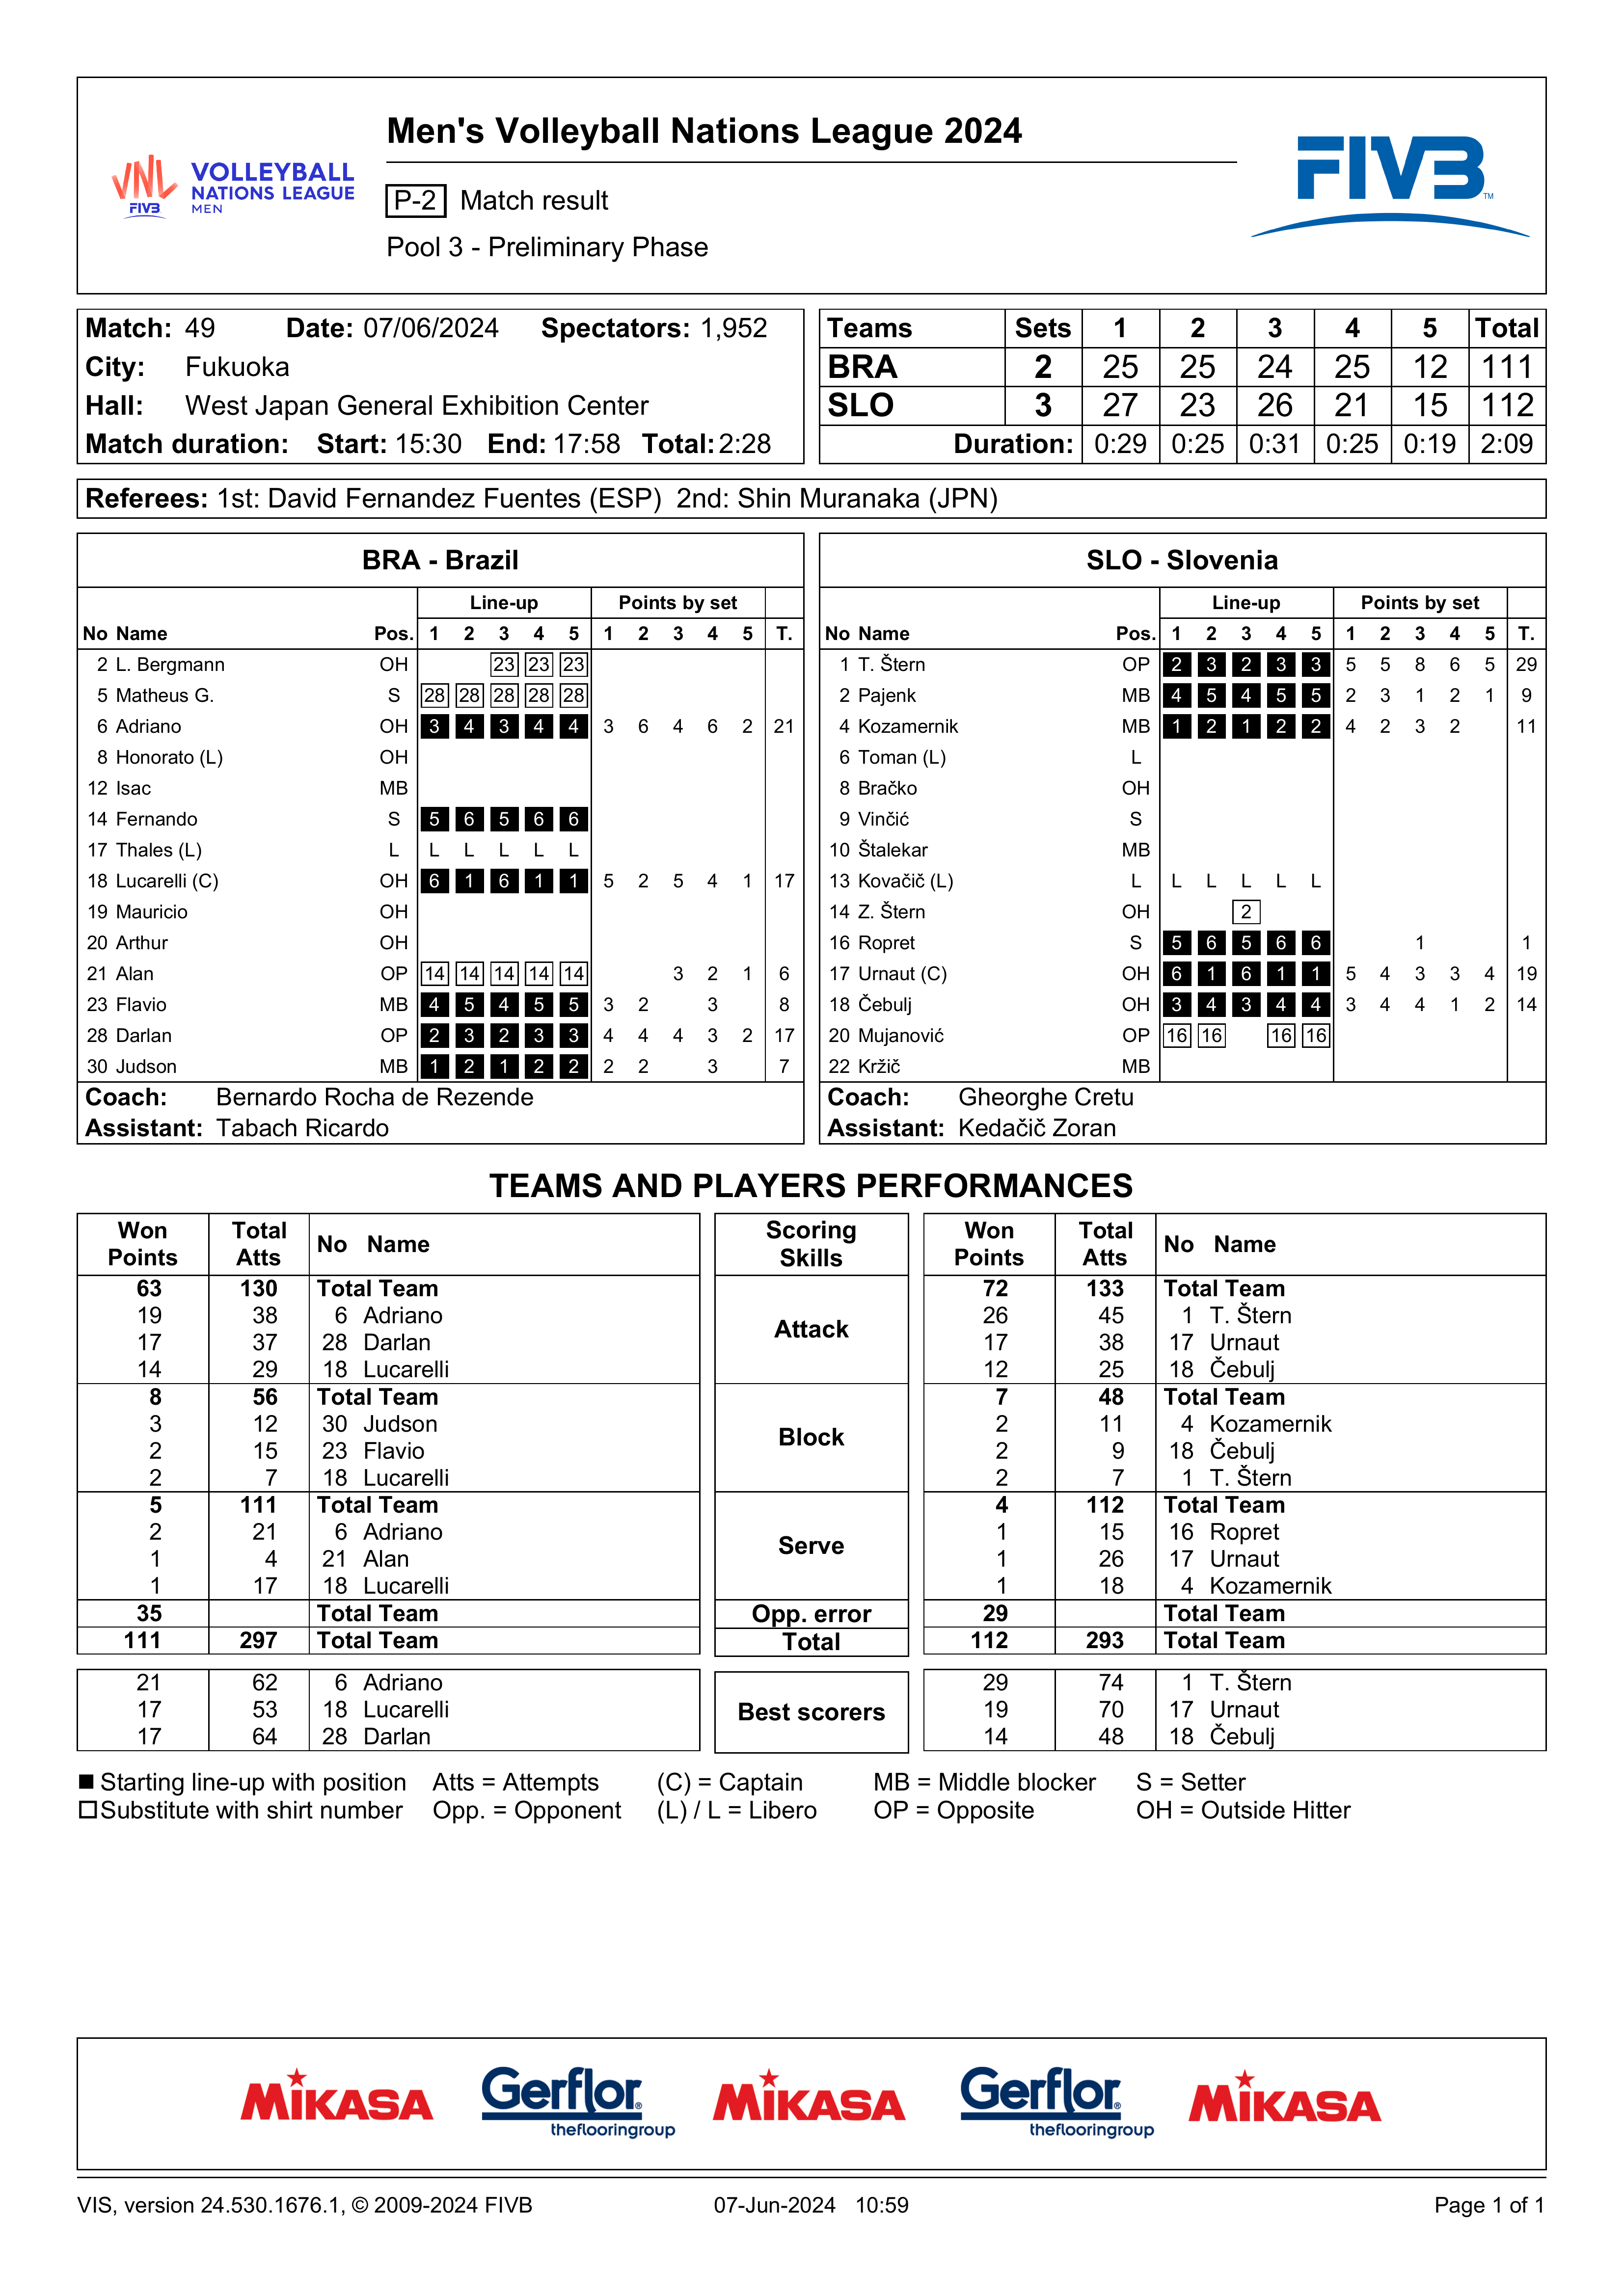 Men's Volleyball Nations League 2024
VNL FIVB VOLLEYBALL NATIONS LEAGUE MEN
P-2 Match result
FIVB TM
Pool 3 - Preliminary Phase
Match: 49 Date: 07/06/2024 Spectators: 1,952
City: Fukuoka
Hall: West Japan General Exhibition Center
Match duration: Start: 15:30 End: 17:58 Total: 2:28
Teams Sets 1 2 3 4 5 Total
BRA 2 25 25 24 25 12 111
SLO 3 27 23 26 21 15 112
Duration: 0:29 0:25 0:31 0:25 0:19 2:09
Referees: 1st: David Fernandez Fuentes (ESP) 2nd: Shin Muranaka (JPN)
BRA - Brazil
Line-up Points by set
No Name Pos. 1 2 3 4 5 1 2 3 4 5 T.
2 L. Bergmann OH 23 23 23
5 Matheus G. S 28 28 28 28 28
6 Adriano OH 3 4 3 4 4 3 6 4 6 2 21
8 Honorato (L) OH
12 Isac MB
14 Fernando S 5 6 5 6 6
17 Thales (L) L L L L L L
18 Lucarelli (C) OH 6 1 6 1 1 5 2 5 4 1 17
19 Mauricio OH
20 Arthur OH
21 Alan OP 14 14 14 14 14 3 2 1 6
23 Flavio MB 4 5 4 5 5 3 2 3 8
28 Darlan OP 2 3 2 3 3 4 4 4 3 2 17
30 Judson MB 1 2 1 2 2 2 2 3 7
Coach: Bernardo Rocha de Rezende
Assistant: Tabach Ricardo
SLO - Slovenia
Line-up Points by set
No Name Pos. 1 2 3 4 5 1 2 3 4 5 T.
1 T. Štern OP 2 3 2 3 3 5 5 8 6 5 29
2 Pajenk MB 4 5 4 5 5 2 3 1 2 1 9
4 Kozamernik MB 1 2 1 2 2 4 2 3 2 11
6 Toman (L) L
8 Bračko OH
9 Vinčić S
10 Štalekar MB
13 Kovačič (L) L L L L L L
14 Z. Štern OH 2
16 Ropret S 5 6 5 6 6 1 1
17 Urnaut (C) OH 6 1 6 1 1 5 4 3 3 4 19
18 Čebulj OH 3 4 3 4 4 3 4 4 1 2 14
20 Mujanović OP 16 16 16 16
22 Kržič MB
Coach: Gheorghe Cretu
Assistant: Kedačič Zoran
TEAMS AND PLAYERS PERFORMANCES
Won Points Total Atts No Name Scoring Skills Won Points Total Atts No Name
63 130 Total Team Attack 72 133 Total Team
19 38 6 Adriano 26 45 1 T. Štern
17 37 28 Darlan 17 38 17 Urnaut
14 29 18 Lucarelli 12 25 18 Čebulj
8 56 Total Team Block 7 48 Total Team
3 12 30 Judson 2 11 4 Kozamernik
2 15 23 Flavio 2 9 18 Čebulj
2 7 18 Lucarelli 2 7 1 T. Štern
5 111 Total Team Serve 4 112 Total Team
2 21 6 Adriano 1 15 16 Ropret
1 4 21 Alan 1 26 17 Urnaut
1 17 18 Lucarelli 1 18 4 Kozamernik
35 Total Team Opp. error 29 Total Team
111 297 Total Team Total 112 293 Total Team
21 62 6 Adriano Best scorers 29 74 1 T. Štern
17 53 18 Lucarelli 19 70 17 Urnaut
17 64 28 Darlan 14 48 18 Čebulj
Starting line-up with position Atts = Attempts (C) = Captain MB = Middle blocker S = Setter
Substitute with shirt number Opp. = Opponent (L) / L = Libero OP = Opposite OH = Outside Hitter
MIKASA Gerflor® theflooringgroup MIKASA Gerflor® theflooringgroup MIKASA
VIS, version 24.530.1676.1, © 2009-2024 FIVB 07-Jun-2024 10:59 Page 1 of 1